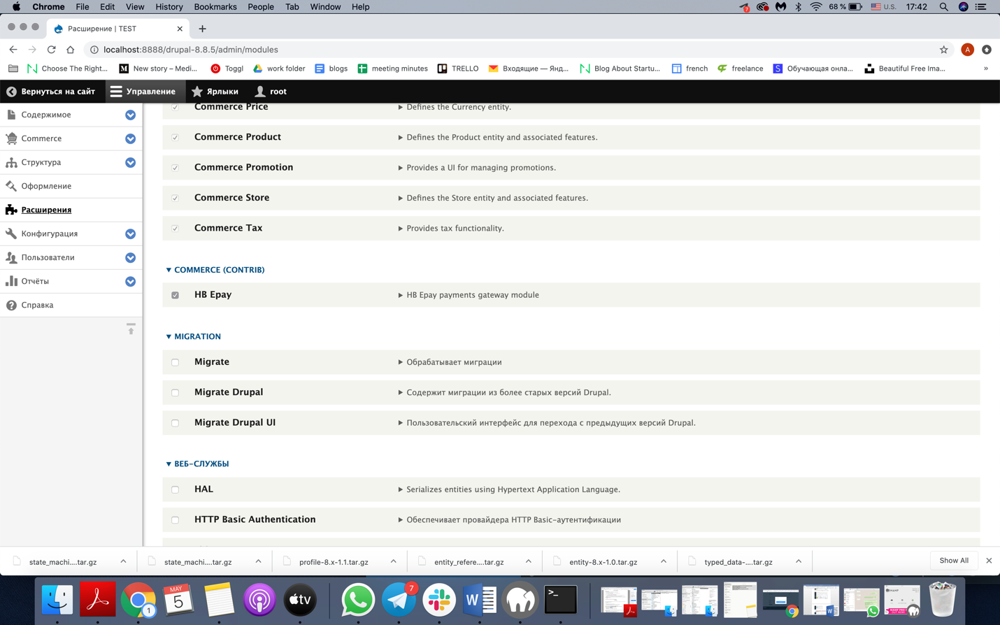 Chrome File Edit View History Bookmarks People Tab Window Help 7 68 % U.S. 17:42
Расширение | TEST
localhost:8888/drupal-8.8.5/admin/modules A
Choose The Right... M New story – Medi... Toggl work folder blogs meeting minutes TRELLO Входящие — Янд... Blog About Startu... french freelance S Обучающая онла... Beautiful Free Ima... »
Вернуться на сайт Управление Ярлыки root
Содержимое
Commerce
Структура
Оформление
Расширения
Конфигурация
Пользователи
Отчёты
Справка
Commerce Price Defines the Currency entity.
Commerce Product Defines the Product entity and associated features.
Commerce Promotion Provides a UI for managing promotions.
Commerce Store Defines the Store entity and associated features.
Commerce Tax Provides tax functionality.
COMMERCE (CONTRIB)
HB Epay HB Epay payments gateway module
MIGRATION
Migrate Обрабатывает миграции
Migrate Drupal Содержит миграции из более старых версий Drupal.
Migrate Drupal UI Пользовательский интерфейс для перехода с предыдущих версий Drupal.
ВЕБ-СЛУЖБЫ
HAL Serializes entities using Hypertext Application Language.
HTTP Basic Authentication Обеспечивает провайдера HTTP Basic-аутентификации
state_machi....tar.gz state_machi....tar.gz profile-8.x-1.1.tar.gz entity_refere....tar.gz entity-8.x-1.0.tar.gz typed_data-....tar.gz Show All
1 MAY 5 tv 7 W >_